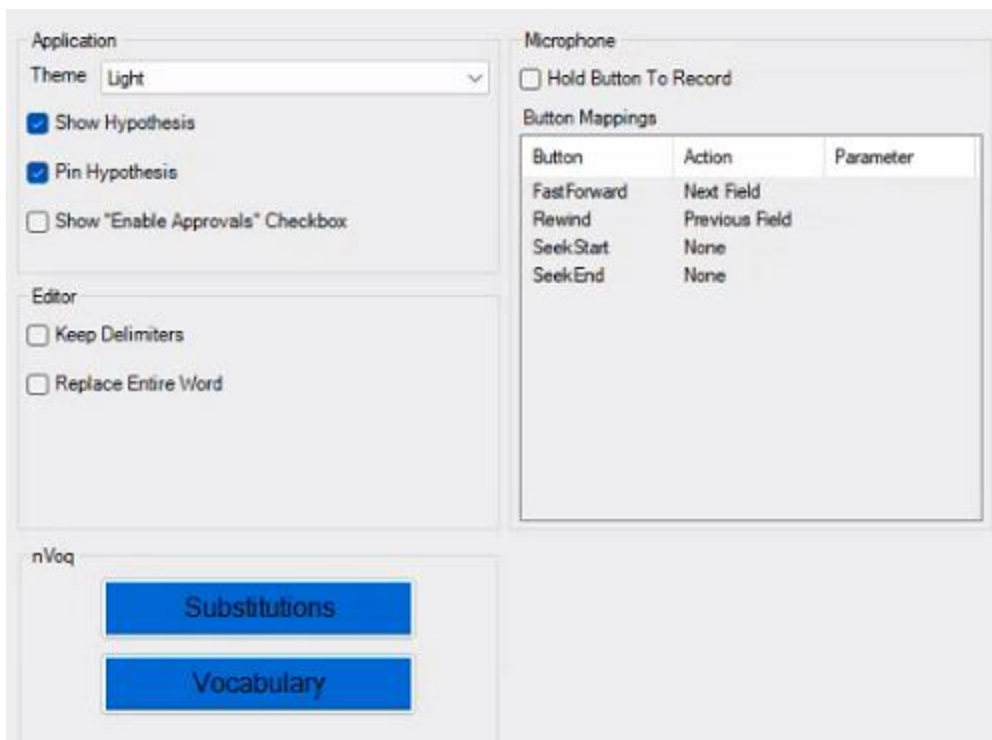 Application
Theme Light
Show Hypothesis
Pin Hypothesis
Show "Enable Approvals" Checkbox
Editor
Keep Delimiters
Replace Entire Word
nVoq
Substitutions
Vocabulary
Microphone
Hold Button To Record
Button Mappings
Button Action Parameter
FastForward Next Field
Rewind Previous Field
SeekStart None
SeekEnd None